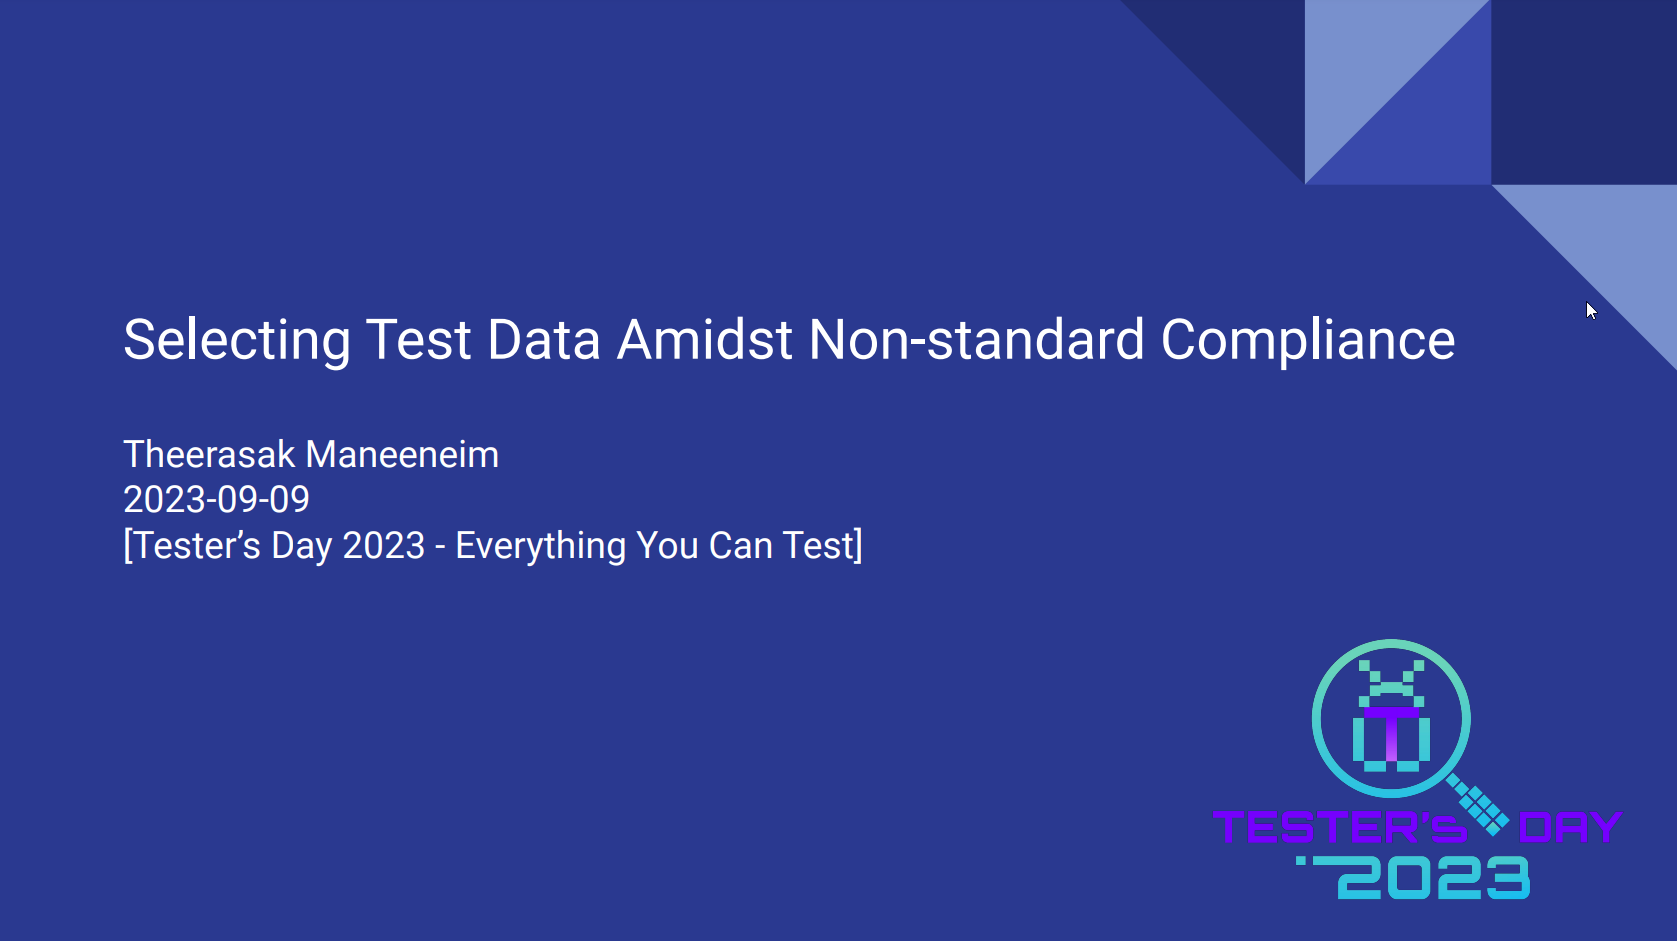 Selecting Test Data Amidst Non-standard Compliance
Theerasak Maneeneim
2023-09-09
[Tester’s Day 2023 - Everything You Can Test]
TESTER's DAY
2023